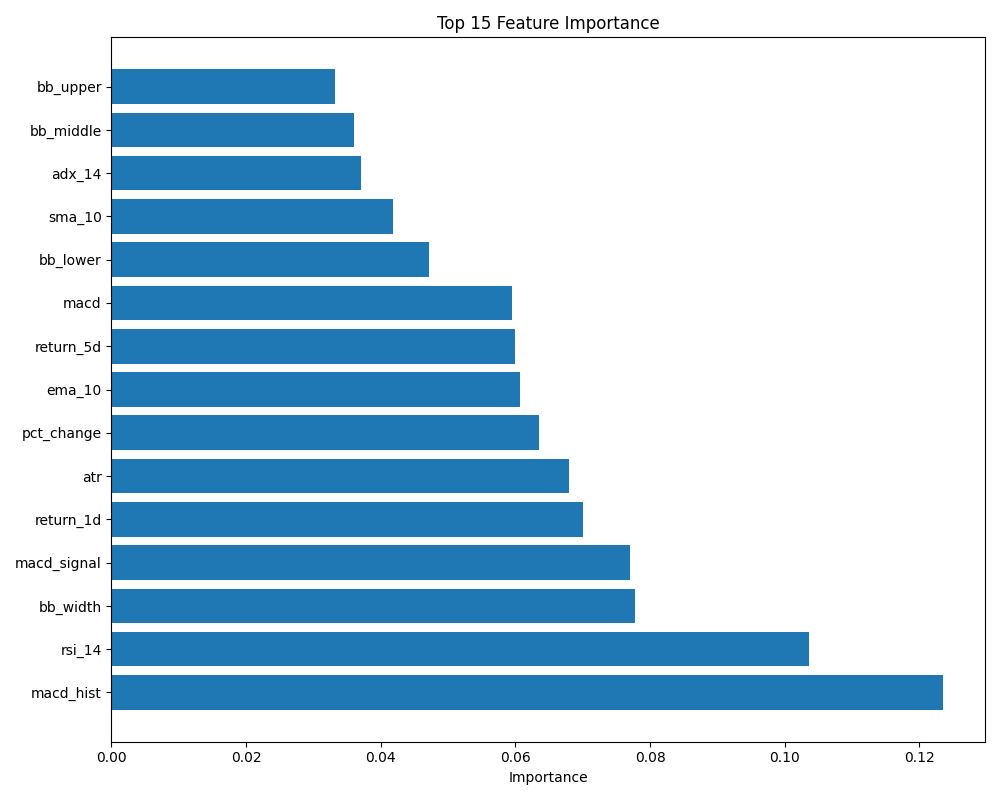 Top 15 Feature Importance
bb_upper
bb_middle
adx_14
sma_10
bb_lower
macd
return_5d
ema_10
pct_change
atr
return_1d
macd_signal
bb_width
rsi_14
macd_hist
0.00 0.02 0.04 0.06 0.08 0.10 0.12
Importance